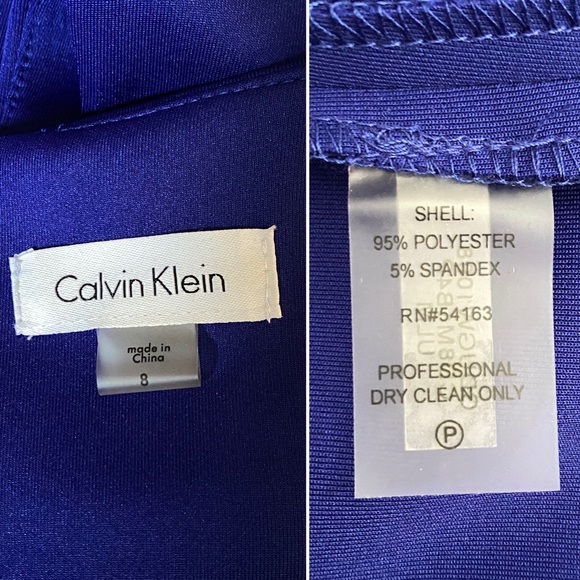 Calvin Klein
made in
China
8
SHELL:
95% POLYESTER
5% SPANDEX
RN#54163
PROFESSIONAL
DRY CLEAN ONLY
P